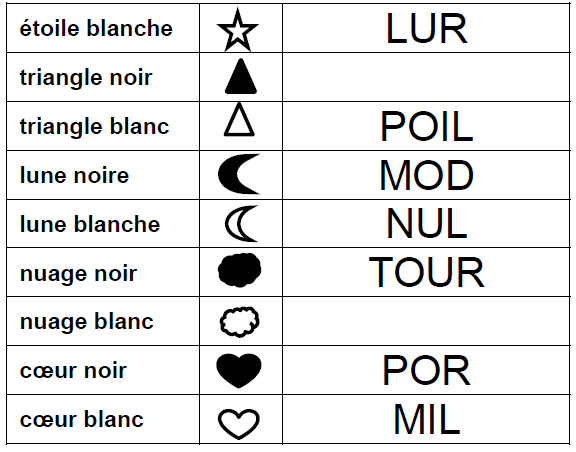 étoile blanche LUR
triangle noir
triangle blanc POIL
lune noire MOD
lune blanche NUL
nuage noir TOUR
nuage blanc
cœur noir POR
cœur blanc MIL